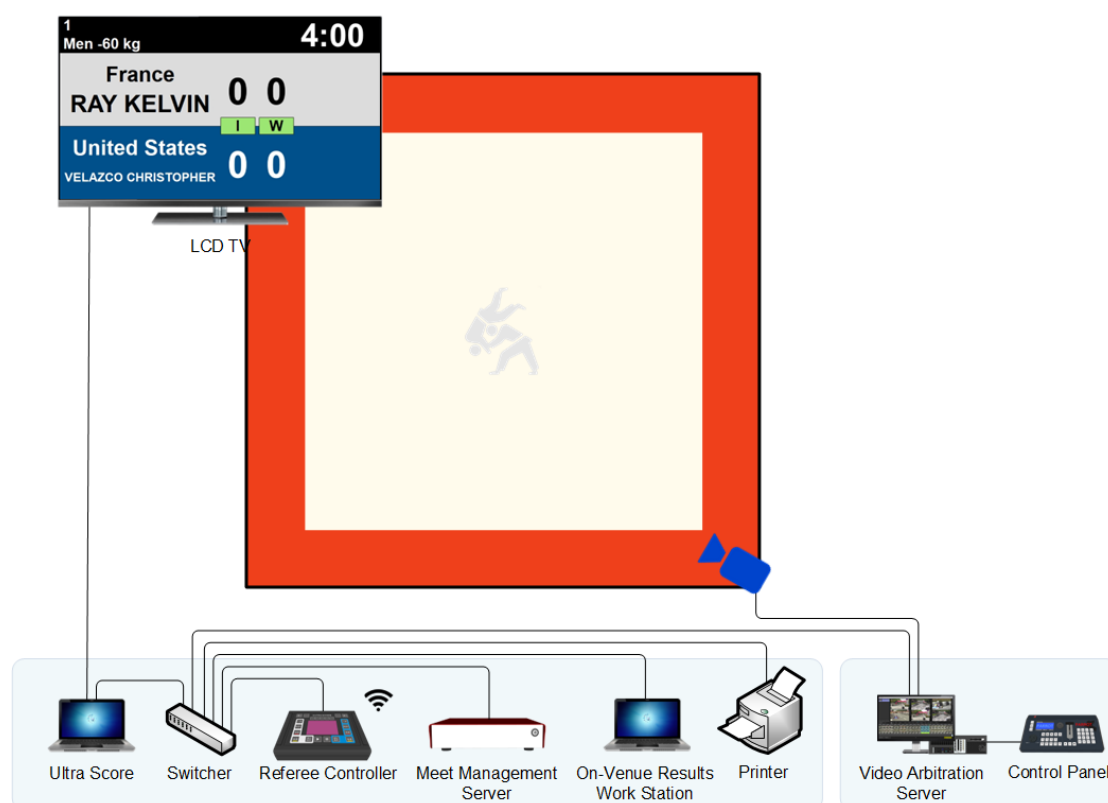 1
Men -60 kg
4:00
France
RAY KELVIN
0 0
I W
United States
VELAZCO CHRISTOPHER
0 0
LCD TV
Ultra Score
Switcher
Referee Controller
Meet Management
Server
On-Venue Results
Work Station
Printer
Video Arbitration
Server
Control Panel